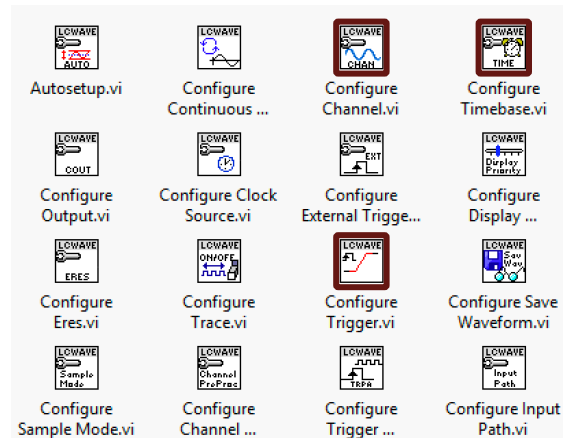 LCWAVE LCWAVE LCWAVE LCWAVE
AUTO CHAN TIME
Autosetup.vi Configure Configure Configure
Continuous ... Channel.vi Timebase.vi
LCWAVE LCWAVE LCWAVE LCWAVE
COUT EXT Display
Priority
Configure Configure Clock Configure Configure
Output.vi Source.vi External Trigge... Display ...
LCWAVE LCWAVE LCWAVE LCWAVE
ERES ON/OFF Sav
Wav
Configure Configure Configure Configure Save
Eres.vi Trace.vi Trigger.vi Waveform.vi
LCWAVE LCWAVE LCWAVE LCWAVE
Sample Channel Input
Mode PreProc TRPA Path
Configure Configure Configure Configure Input
Sample Mode.vi Channel ... Trigger ... Path.vi